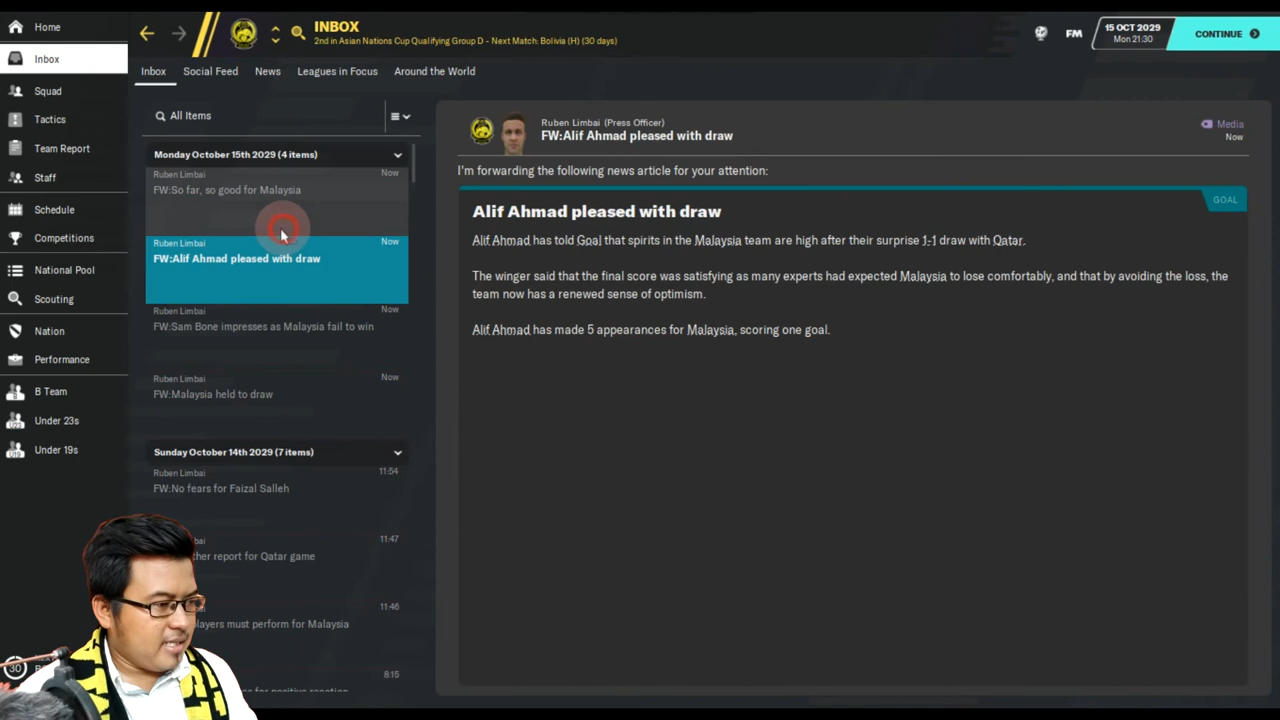 Home
Inbox
Squad
Tactics
Team Report
Staff
Schedule
Competitions
National Pool
Scouting
Nation
Performance
B Team
Under 23s
Under 19s
INBOX
2nd in Asian Nations Cup Qualifying Group D - Next Match: Bolivia (H) (30 days)
FM
15 OCT 2029
Mon 21:30
CONTINUE
Inbox Social Feed News Leagues in Focus Around the World
All Items
Monday October 15th 2029 (4 items)
Ruben Limbai Now
FW:So far, so good for Malaysia
Ruben Limbai Now
FW:Alif Ahmad pleased with draw
Ruben Limbai Now
FW:Sam Bone impresses as Malaysia fail to win
Ruben Limbai Now
FW:Malaysia held to draw
Sunday October 14th 2029 (7 items)
Ruben Limbai 11:54
FW:No fears for Faizal Salleh
11:47
report for Qatar game
11:46
must perform for Malaysia
8:15
for positive reaction
30
Ruben Limbai (Press Officer)
FW:Alif Ahmad pleased with draw
Media
Now
I'm forwarding the following news article for your attention:
GOAL
Alif Ahmad pleased with draw
Alif Ahmad has told Goal that spirits in the Malaysia team are high after their surprise 1-1 draw with Qatar.
The winger said that the final score was satisfying as many experts had expected Malaysia to lose comfortably, and that by avoiding the loss, the
team now has a renewed sense of optimism.
Alif Ahmad has made 5 appearances for Malaysia, scoring one goal.